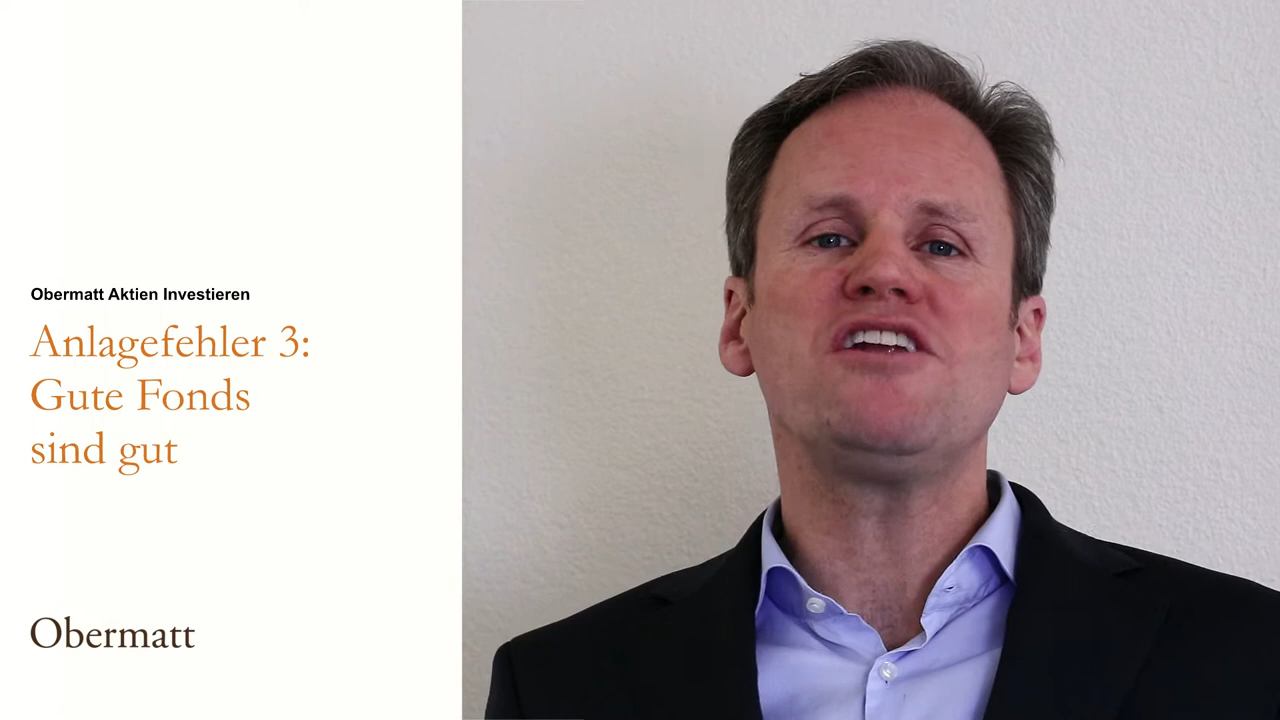 Obermatt Aktien Investieren
Anlagefehler 3:
Gute Fonds
sind gut
Obermatt